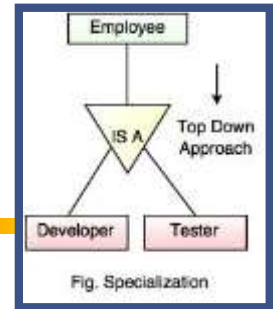 Employee
IS A
Top Down
Approach
Developer
Tester
Fig. Specialization